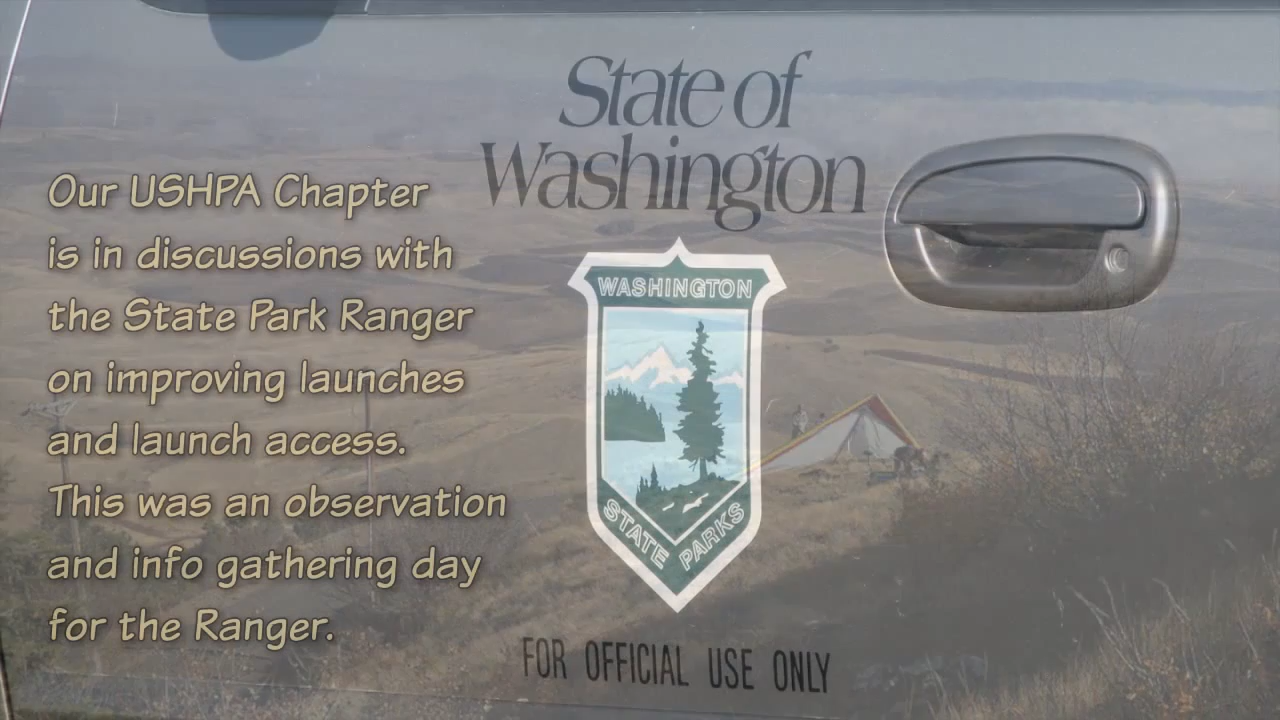 State of
Washington
Our USHPA Chapter
is in discussions with
the State Park Ranger
on improving launches
and launch access.
This was an observation
and info gathering day
for the Ranger.
WASHINGTON
STATE PARKS
FOR OFFICIAL USE ONLY